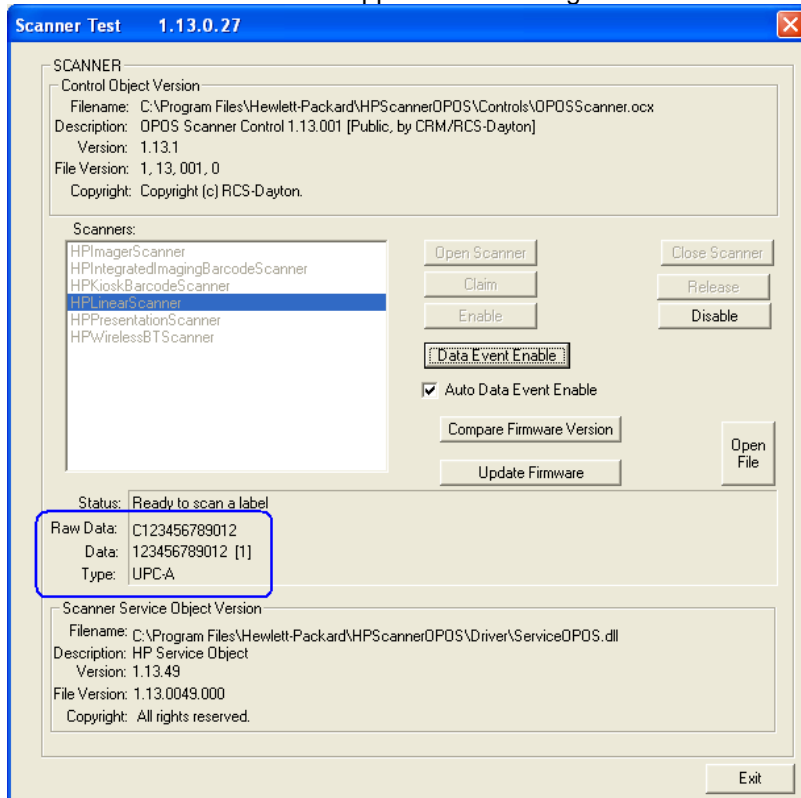 Scanner Test 1.13.0.27
SCANNER
Control Object Version
Filename: C:\Program Files\Hewlett-Packard\HPScannerOPOS\Controls\OPOSScanner.ocx
Description: OPOS Scanner Control 1.13.001 [Public, by CRM/RCS-Dayton]
Version: 1.13.1
File Version: 1, 13, 001, 0
Copyright: Copyright (c) RCS-Dayton.
Scanners:
HPImagerScanner
HPIntegratedImagingBarcodeScanner
HPKioskBarcodeScanner
HPLinearScanner
HPPresentationScanner
HPWirelessBTScanner
Open Scanner Close Scanner
Claim Release
Enable Disable
Data Event Enable
Auto Data Event Enable
Compare Firmware Version
Update Firmware
Open
File
Status: Ready to scan a label
Raw Data: C123456789012
Data: 123456789012 [1]
Type: UPC-A
Scanner Service Object Version
Filename: C:\Program Files\Hewlett-Packard\HPScannerOPOS\Driver\ServiceOPOS.dll
Description: HP Service Object
Version: 1.13.49
File Version: 1.13.0049.000
Copyright: All rights reserved.
Exit